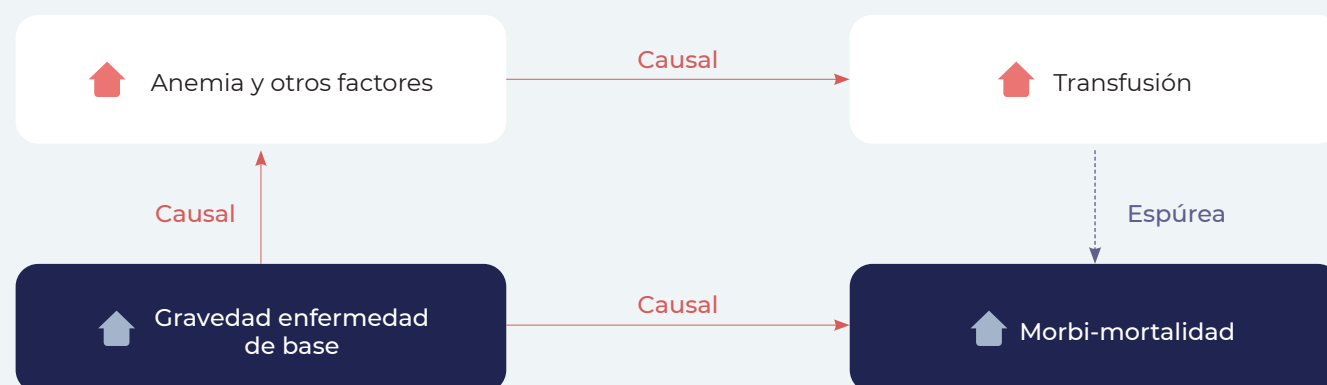 Anemia y otros factores
Causal
Transfusión
Causal
Espúrea
Gravedad enfermedad
de base
Causal
Morbi-mortalidad